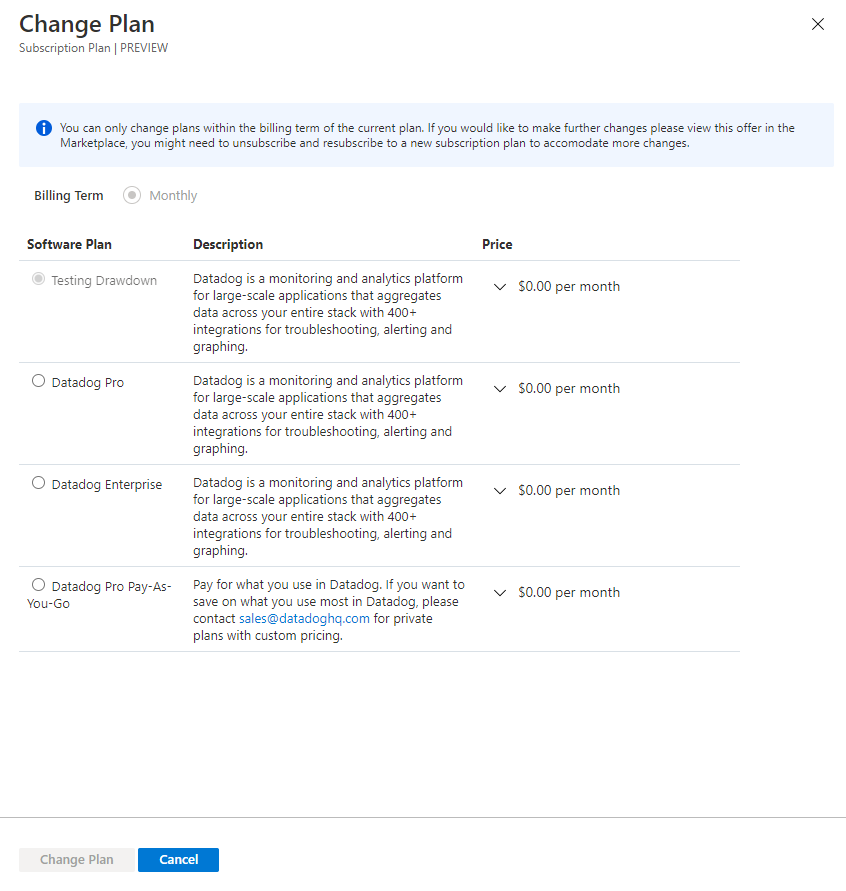 Change Plan
Subscription Plan | PREVIEW
You can only change plans within the billing term of the current plan. If you would like to make further changes please view this offer in the
Marketplace, you might need to unsubscribe and resubscribe to a new subscription plan to accomodate more changes.
Billing Term Monthly
Software Plan Description Price
Testing Drawdown
Datadog is a monitoring and analytics platform
for large-scale applications that aggregates
data across your entire stack with 400+
integrations for troubleshooting, alerting and
graphing.
$0.00 per month
Datadog Pro
Datadog is a monitoring and analytics platform
for large-scale applications that aggregates
data across your entire stack with 400+
integrations for troubleshooting, alerting and
graphing.
$0.00 per month
Datadog Enterprise
Datadog is a monitoring and analytics platform
for large-scale applications that aggregates
data across your entire stack with 400+
integrations for troubleshooting, alerting and
graphing.
$0.00 per month
Datadog Pro Pay-As-
You-Go
Pay for what you use in Datadog. If you want to
save on what you use most in Datadog, please
contact sales@datadoghq.com for private
plans with custom pricing.
$0.00 per month
Change Plan Cancel